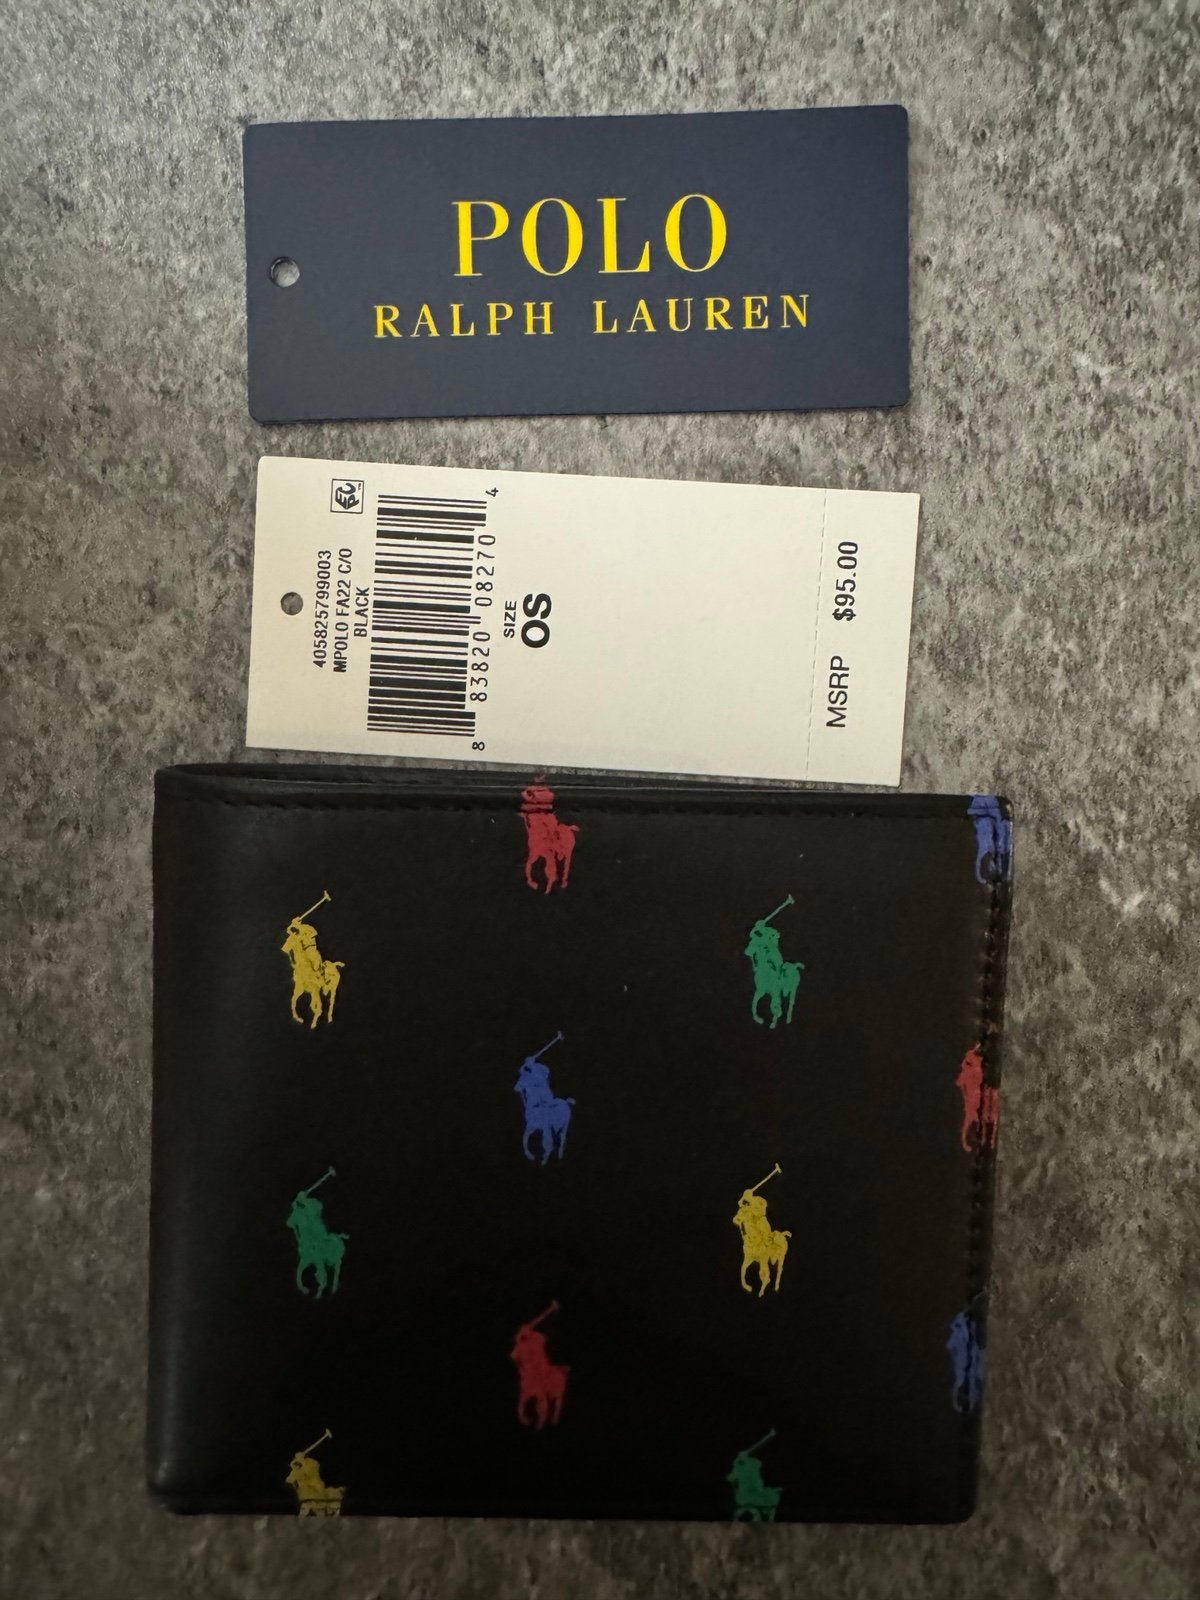 POLO
RALPH LAUREN
405825799003
MPOLO FA22 C/O
BLACK
8 83820 08270 4
SIZE
OS
MSRP $95.00